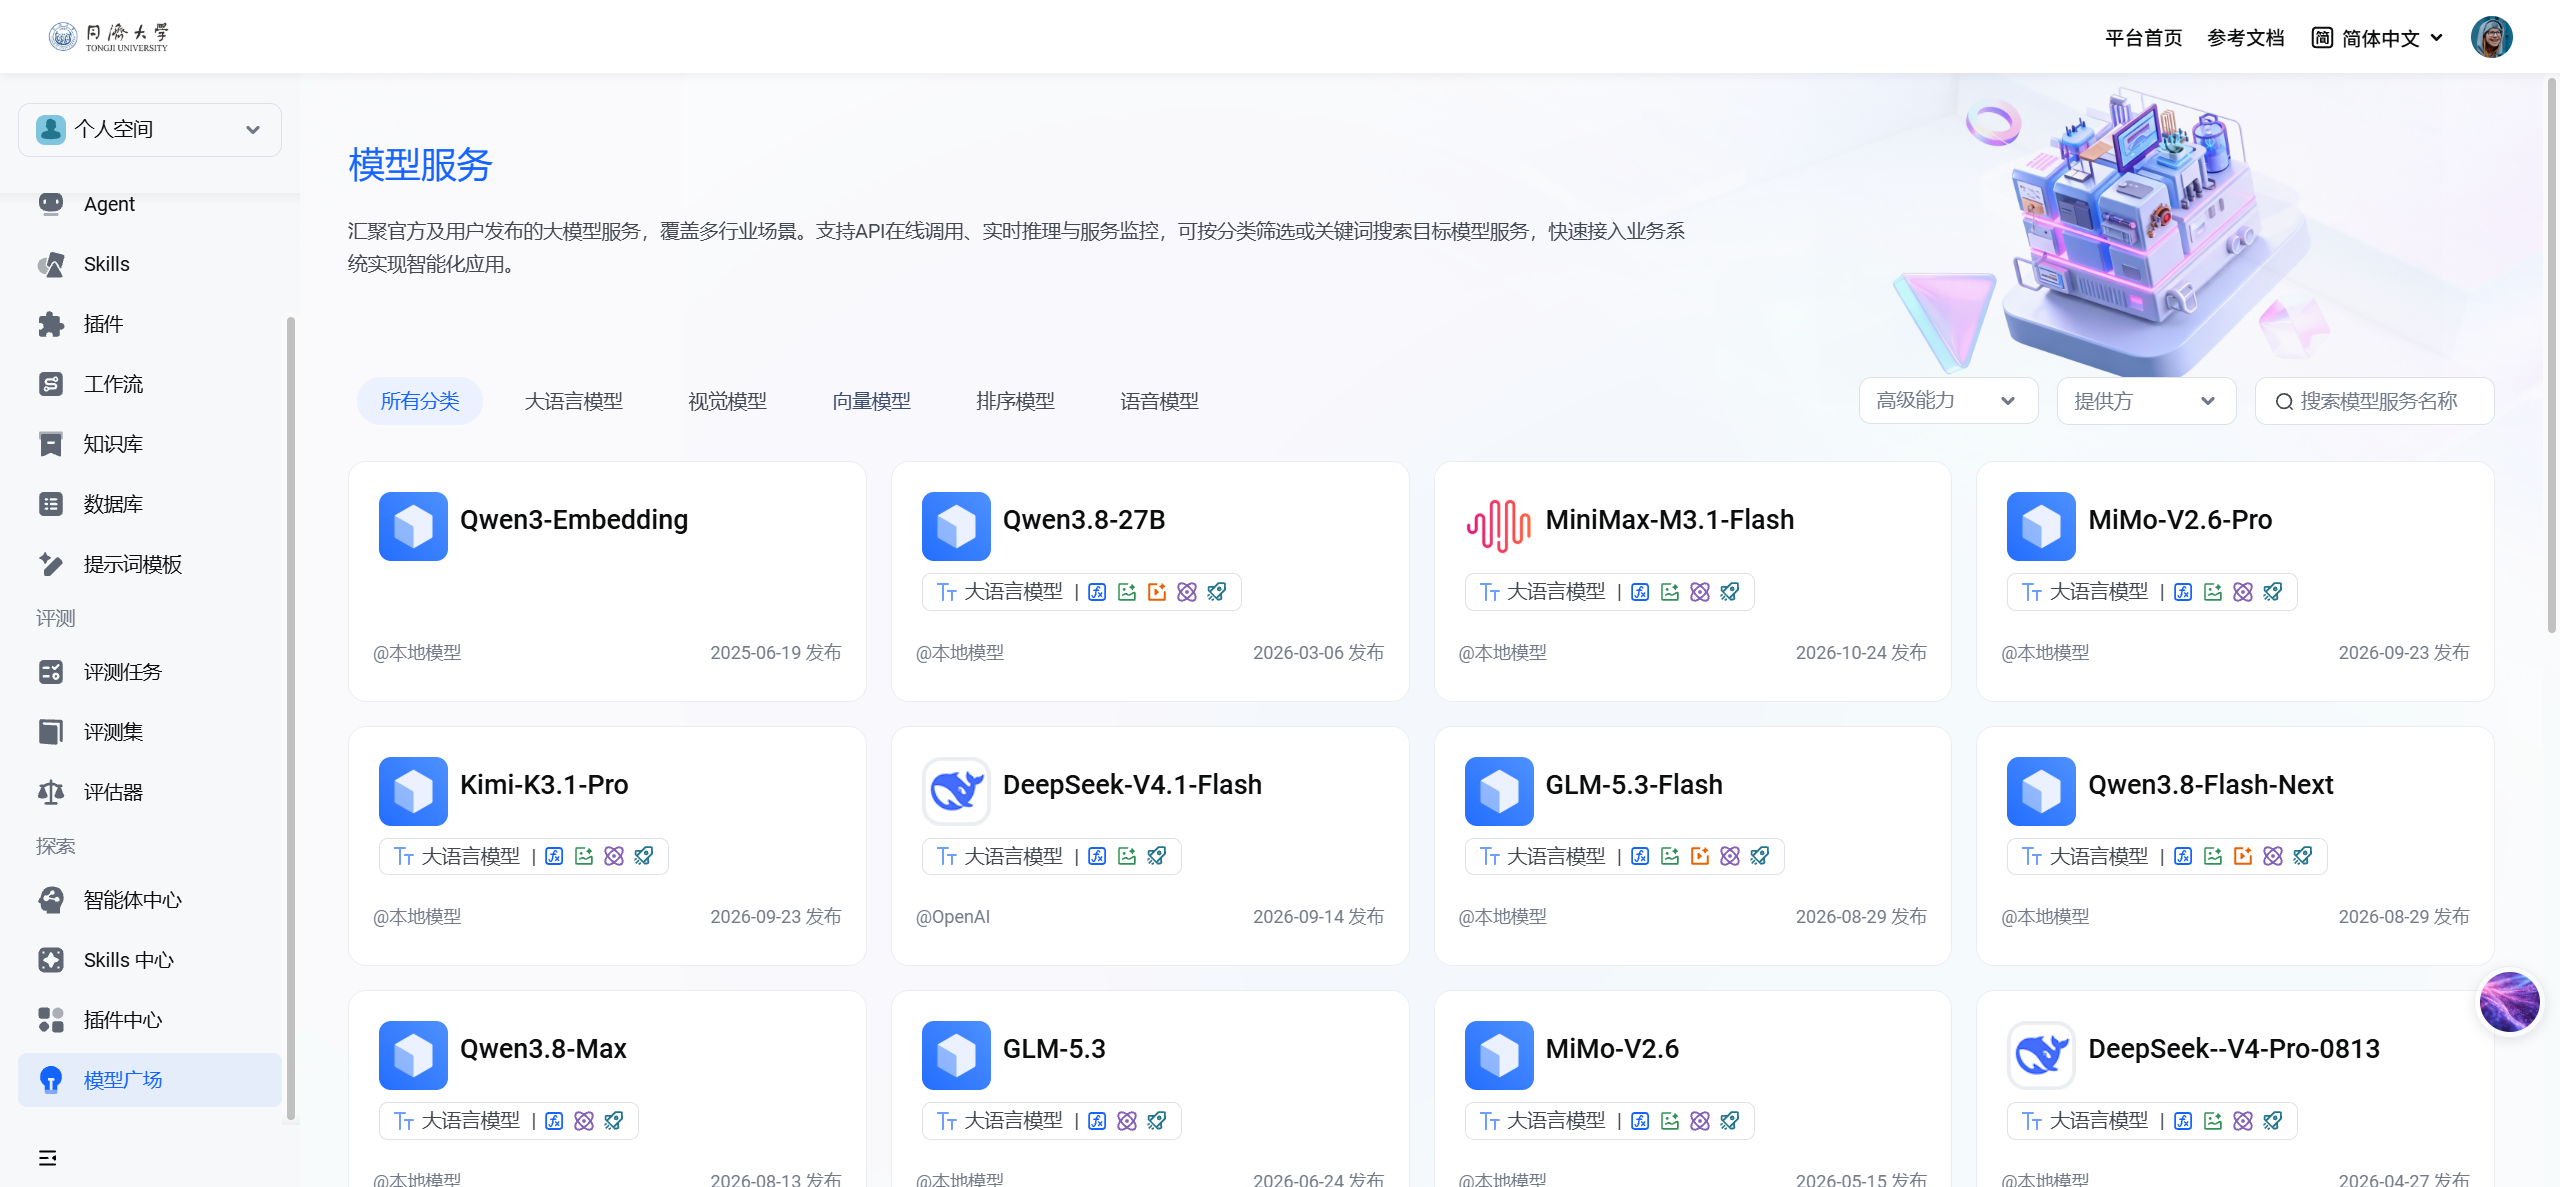 同濟大学
TONGJI UNIVERSITY
平台首页
参考文档
简 简体中文
个人空间
Agent
Skills
插件
工作流
知识库
数据库
提示词模板
评测
评测任务
评测集
评估器
探索
智能体中心
Skills 中心
插件中心
模型广场
模型服务
汇聚官方及用户发布的大模型服务，覆盖多行业场景。支持API在线调用、实时推理与服务监控，可按分类筛选或关键词搜索目标模型服务，快速接入业务系
统实现智能化应用。
所有分类
大语言模型
视觉模型
向量模型
排序模型
语音模型
高级能力
提供方
搜索模型服务名称
Qwen3-Embedding
@本地模型
2025-06-19 发布
Qwen3.8-27B
大语言模型 |
@本地模型
2026-03-06 发布
MiniMax-M3.1-Flash
大语言模型 |
@本地模型
2026-10-24 发布
MiMo-V2.6-Pro
大语言模型 |
@本地模型
2026-09-23 发布
Kimi-K3.1-Pro
大语言模型 |
@本地模型
2026-09-23 发布
DeepSeek-V4.1-Flash
大语言模型 |
@OpenAI
2026-09-14 发布
GLM-5.3-Flash
大语言模型 |
@本地模型
2026-08-29 发布
Qwen3.8-Flash-Next
大语言模型 |
@本地模型
2026-08-29 发布
Qwen3.8-Max
大语言模型 |
@本地模型
2026-08-13 发布
GLM-5.3
大语言模型 |
@本地模型
2026-06-24 发布
MiMo-V2.6
大语言模型 |
@本地模型
2026-05-15 发布
DeepSeek--V4-Pro-0813
大语言模型 |
@本地模型
2026-04-27 发布